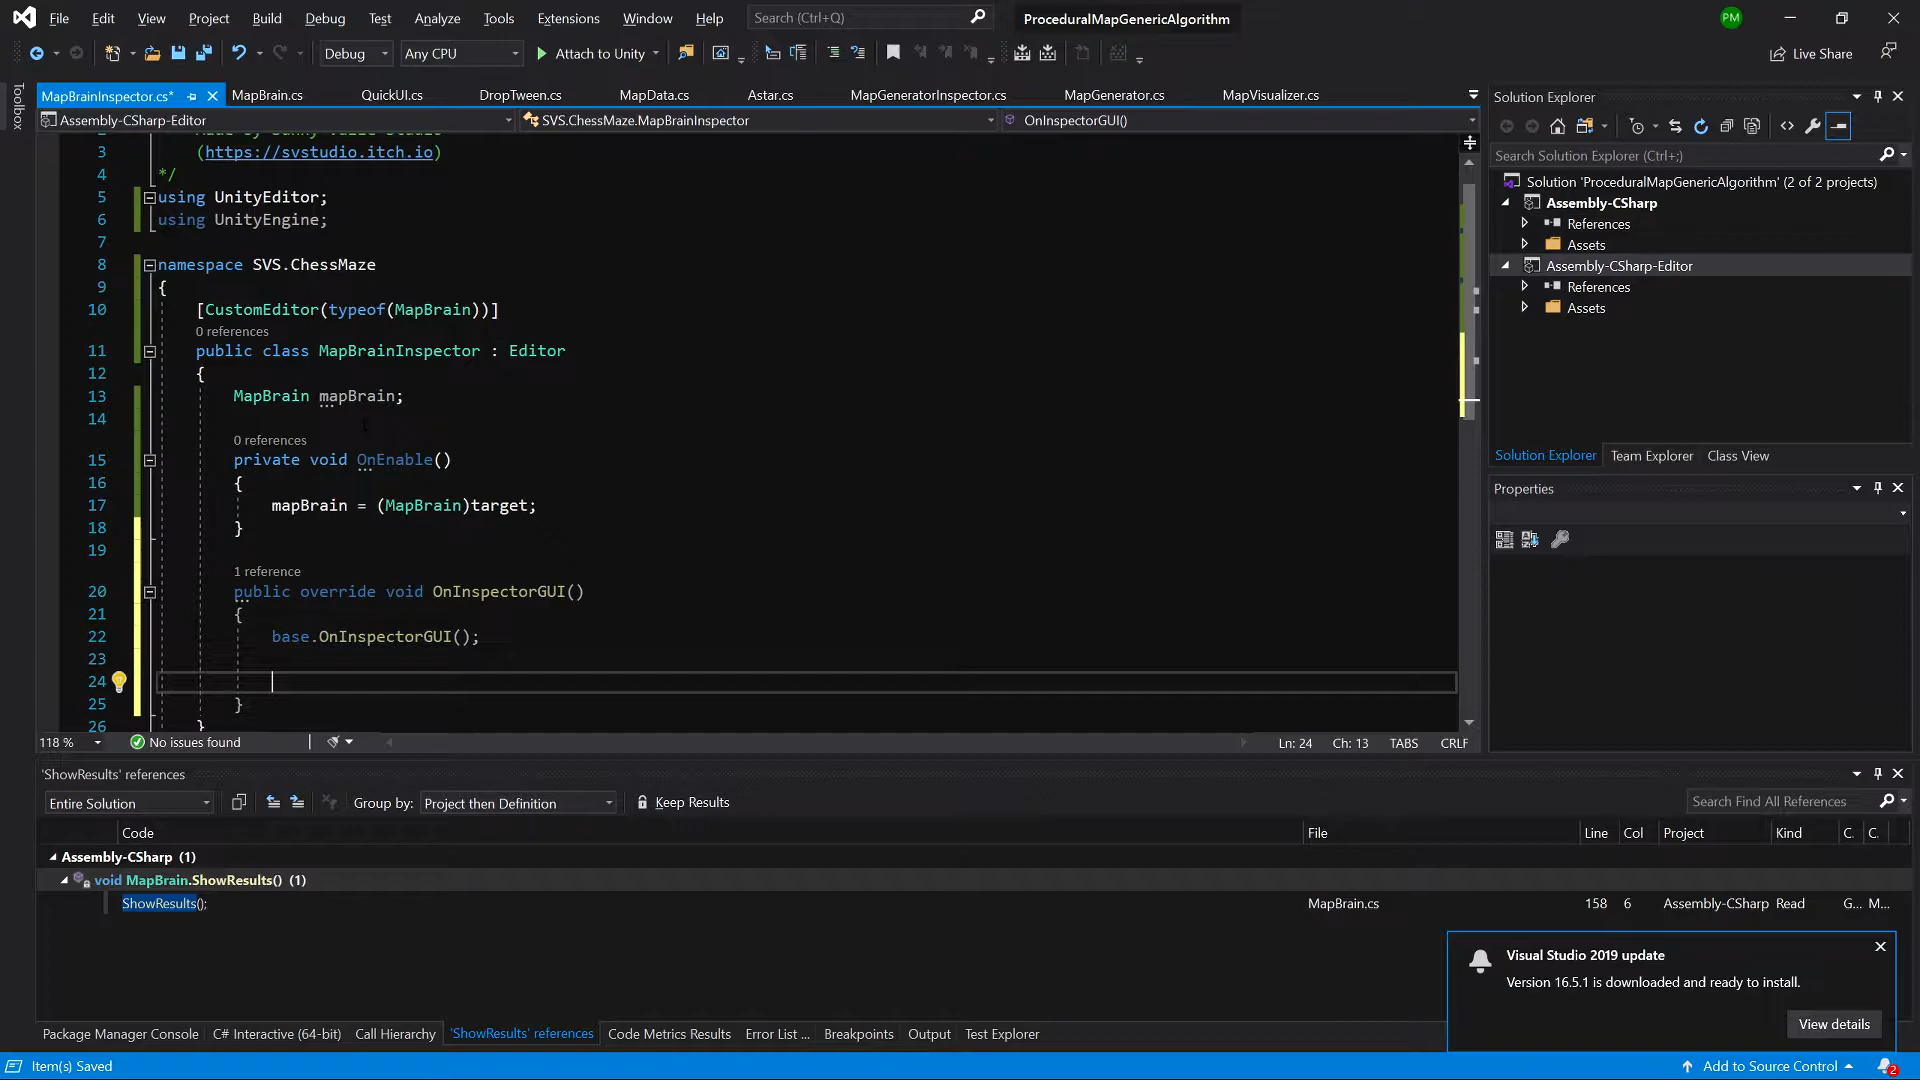 File Edit View Project Build Debug Test Analyze Tools Extensions Window Help Search (Ctrl+Q) ProceduralMapGenericAlgorithm PM
Debug Any CPU Attach to Unity Live Share
Toolbox
MapBrainInspector.cs* MapBrain.cs QuickUI.cs DropTween.cs MapData.cs Astar.cs MapGeneratorInspector.cs MapGenerator.cs MapVisualizer.cs
Assembly-CSharp-Editor SVS.ChessMaze.MapBrainInspector OnInspectorGUI()
3 (https://svstudio.itch.io)
4 */
5 using UnityEditor;
6 using UnityEngine;
7
8 namespace SVS.ChessMaze
9 {
10 [CustomEditor(typeof(MapBrain))]
0 references
11 public class MapBrainInspector : Editor
12 {
13 MapBrain mapBrain;
14
0 references
15 private void OnEnable()
16 {
17 mapBrain = (MapBrain)target;
18 }
19
1 reference
20 public override void OnInspectorGUI()
21 {
22 base.OnInspectorGUI();
23
24
25 }
26 }
118 % No issues found Ln: 24 Ch: 13 TABS CRLF
Solution Explorer
Search Solution Explorer (Ctrl+;)
Solution 'ProceduralMapGenericAlgorithm' (2 of 2 projects)
Assembly-CSharp
References
Assets
Assembly-CSharp-Editor
References
Assets
Solution Explorer Team Explorer Class View
Properties
'ShowResults' references
Entire Solution Group by: Project then Definition Keep Results Search Find All References
Code File Line Col Project Kind C. C.
Assembly-CSharp (1)
void MapBrain.ShowResults() (1)
ShowResults(); MapBrain.cs 158 6 Assembly-CSharp Read G... M...
Visual Studio 2019 update
Version 16.5.1 is downloaded and ready to install.
View details
Package Manager Console C# Interactive (64-bit) Call Hierarchy 'ShowResults' references Code Metrics Results Error List ... Breakpoints Output Test Explorer
Item(s) Saved Add to Source Control 2